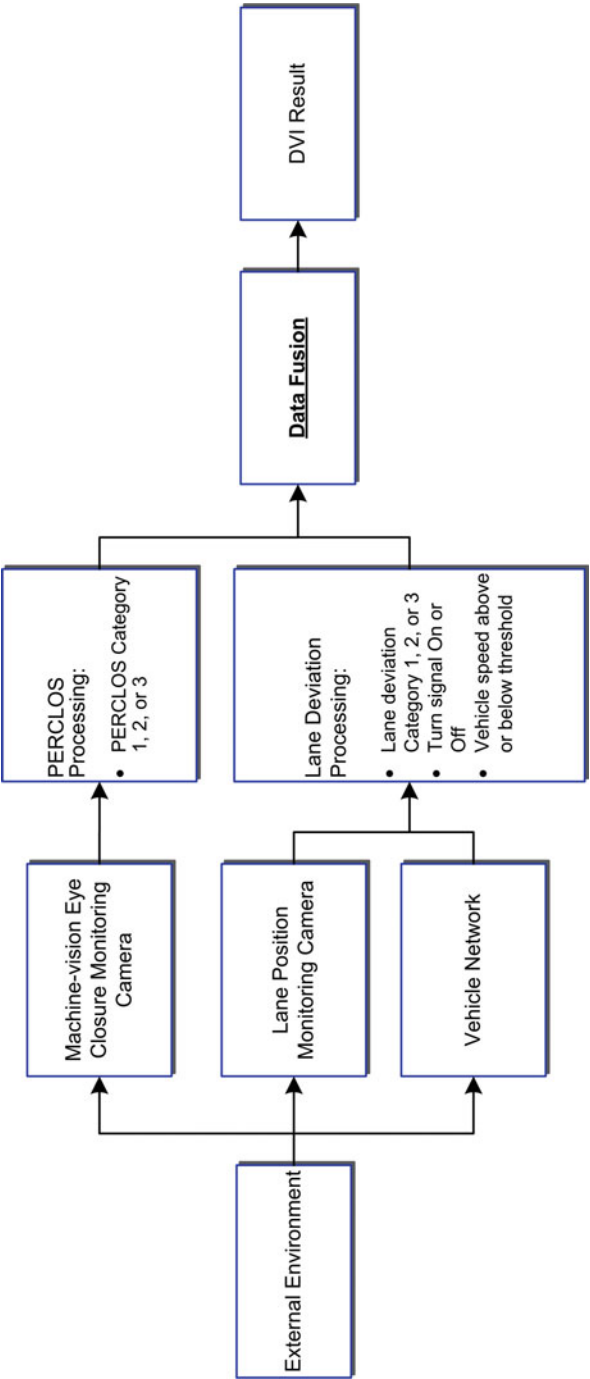 External Environment
Machine-vision Eye
Closure Monitoring
Camera
Lane Position
Monitoring Camera
Vehicle Network
PERCLOS
Processing:
• PERCLOS Category
1, 2, or 3
Lane Deviation
Processing:
• Lane deviation
Category 1, 2, or 3
• Turn signal On or
Off
• Vehicle speed above
or below threshold
Data Fusion
DVI Result